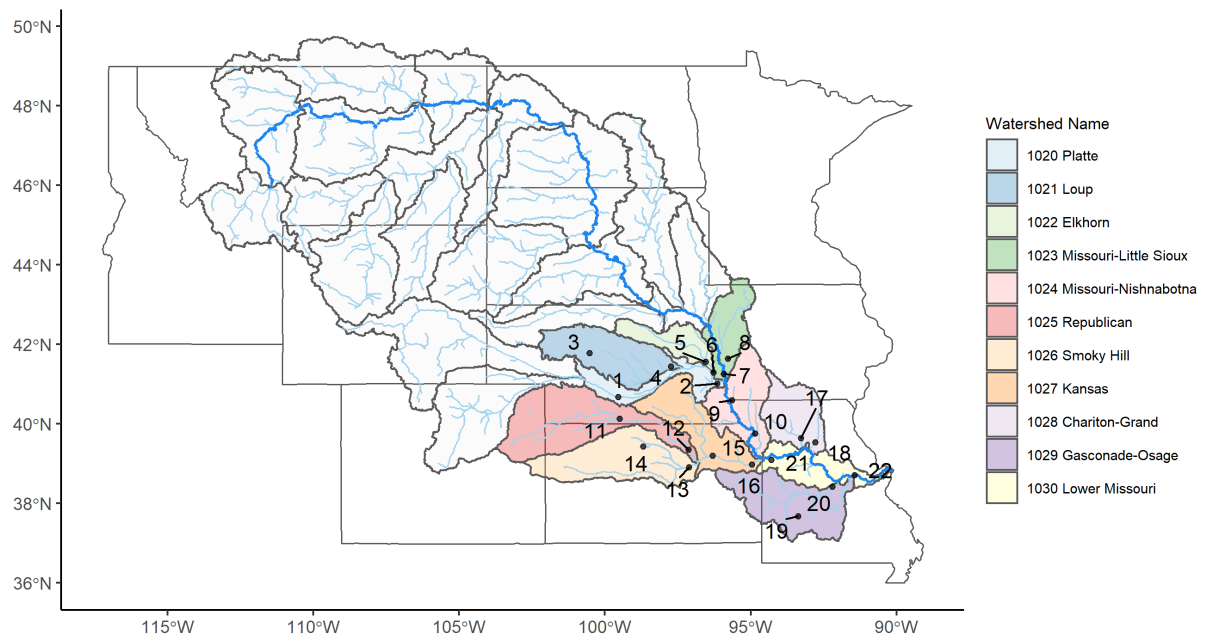 50°N
48°N
46°N
44°N
42°N
40°N
38°N
36°N
115°W
110°W
105°W
100°W
95°W
90°W
3
5
6
8
1
4
2
7
9
17
11
12
10
14
15
21
18
13
16
22
20
19
Watershed Name
1020 Platte
1021 Loup
1022 Elkhorn
1023 Missouri-Little Sioux
1024 Missouri-Nishnabotna
1025 Republican
1026 Smoky Hill
1027 Kansas
1028 Chariton-Grand
1029 Gasconade-Osage
1030 Lower Missouri